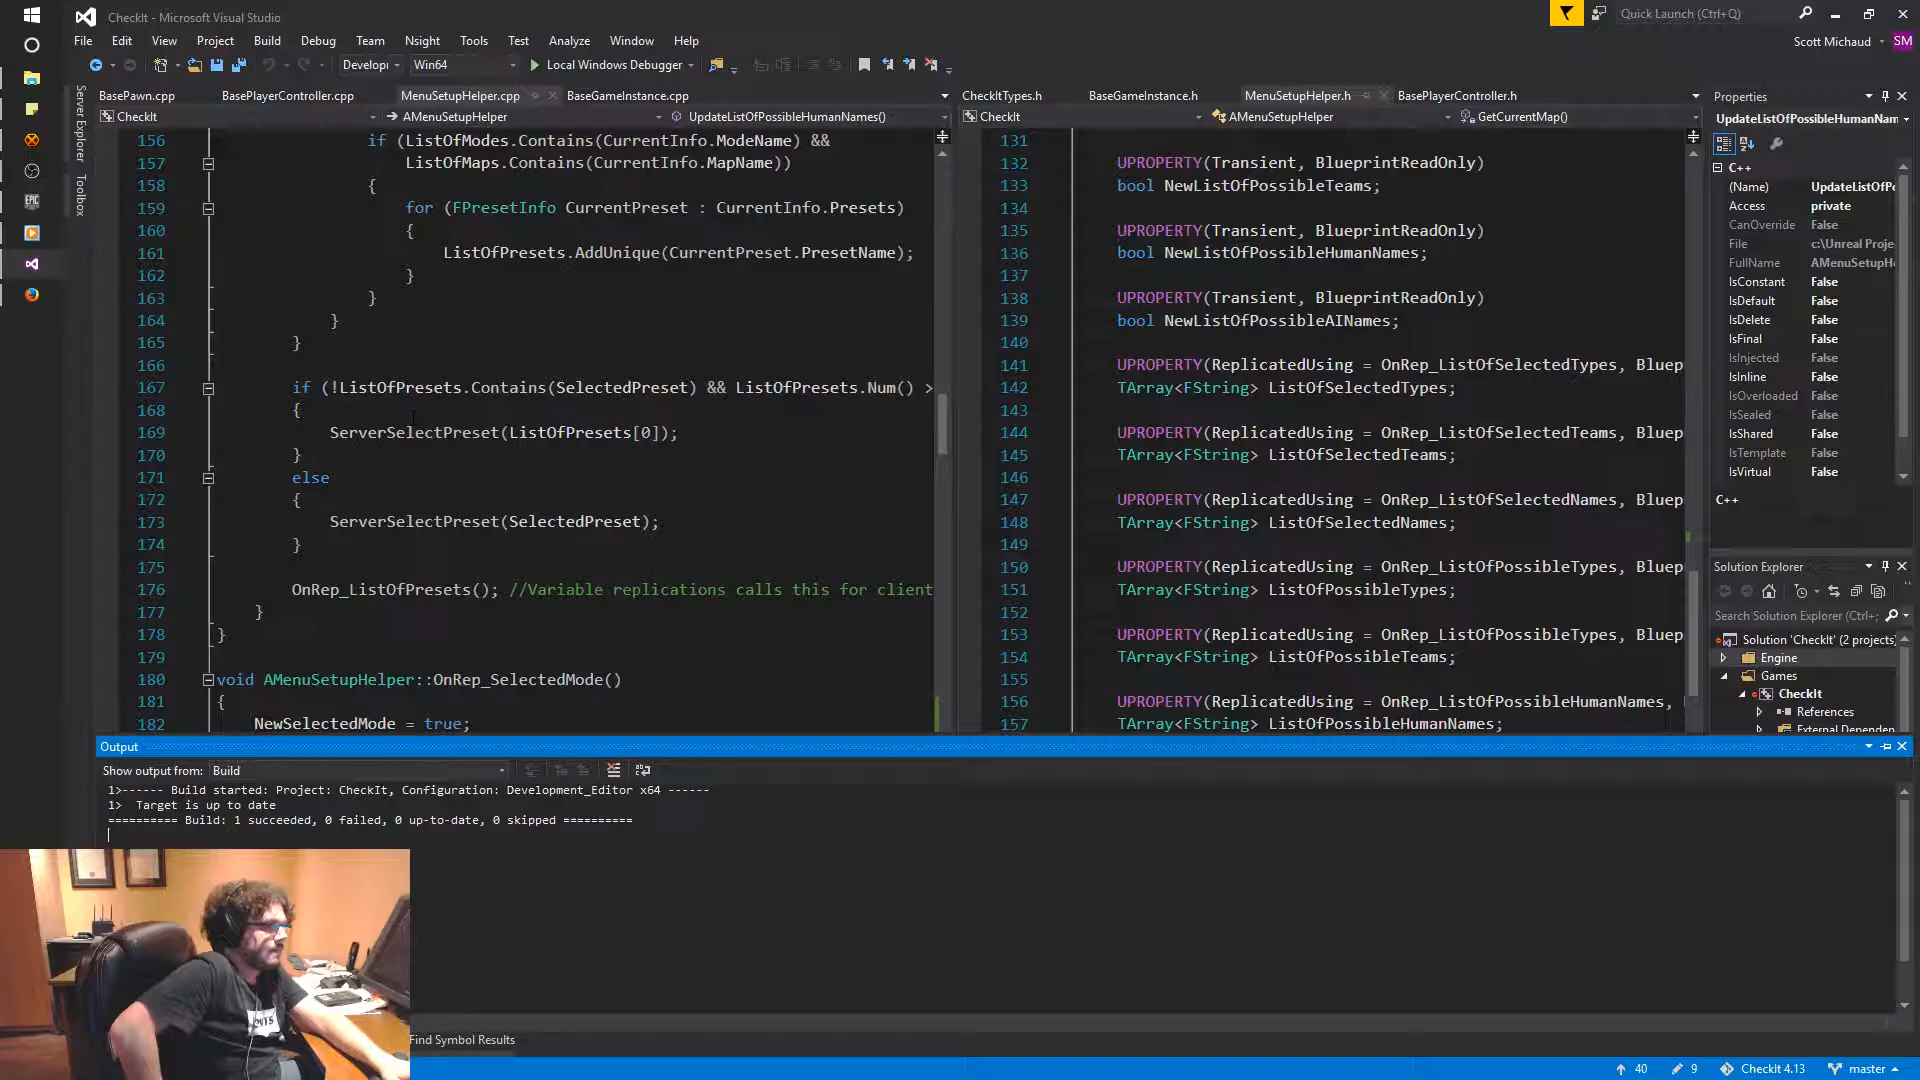 CheckIt - Microsoft Visual Studio
Quick Launch (Ctrl+Q)
File Edit View Project Build Debug Team Nsight Tools Test Analyze Window Help
Scott Michaud
SM
Develop Win64 Local Windows Debugger
Server Explorer
Toolbox
EPIC
BasePawn.cpp BasePlayerController.cpp MenuSetupHelper.cpp BaseGameInstance.cpp
CheckIt AMenuSetupHelper UpdateListOfPossibleHumanNames()
156 if (ListOfModes.Contains(CurrentInfo.ModeName) &&
157 ListOfMaps.Contains(CurrentInfo.MapName))
158 {
159 for (FPresetInfo CurrentPreset : CurrentInfo.Presets)
160 {
161 ListOfPresets.AddUnique(CurrentPreset.PresetName);
162 }
163 }
164 }
165 }
166
167 if (!ListOfPresets.Contains(SelectedPreset) && ListOfPresets.Num() >
168 {
169 ServerSelectPreset(ListOfPresets[0]);
170 }
171 else
172 {
173 ServerSelectPreset(SelectedPreset);
174 }
175
176 OnRep_ListOfPresets(); //Variable replications calls this for client
177 }
178 }
179
180 void AMenuSetupHelper::OnRep_SelectedMode()
181 {
182 NewSelectedMode = true;
CheckItTypes.h BaseGameInstance.h MenuSetupHelper.h BasePlayerController.h
CheckIt AMenuSetupHelper GetCurrentMap()
131
132 UPROPERTY(Transient, BlueprintReadOnly)
133 bool NewListOfPossibleTeams;
134
135 UPROPERTY(Transient, BlueprintReadOnly)
136 bool NewListOfPossibleHumanNames;
137
138 UPROPERTY(Transient, BlueprintReadOnly)
139 bool NewListOfPossibleAINames;
140
141 UPROPERTY(ReplicatedUsing = OnRep_ListOfSelectedTypes, Bluep
142 TArray<FString> ListOfSelectedTypes;
143
144 UPROPERTY(ReplicatedUsing = OnRep_ListOfSelectedTeams, Bluep
145 TArray<FString> ListOfSelectedTeams;
146
147 UPROPERTY(ReplicatedUsing = OnRep_ListOfSelectedNames, Bluep
148 TArray<FString> ListOfSelectedNames;
149
150 UPROPERTY(ReplicatedUsing = OnRep_ListOfPossibleTypes, Bluep
151 TArray<FString> ListOfPossibleTypes;
152
153 UPROPERTY(ReplicatedUsing = OnRep_ListOfPossibleTypes, Bluep
154 TArray<FString> ListOfPossibleTeams;
155
156 UPROPERTY(ReplicatedUsing = OnRep_ListOfPossibleHumanNames,
157 TArray<FString> ListOfPossibleHumanNames;
Properties
UpdateListOfPossibleHumanNam
C++
(Name) UpdateListOfPo
Access private
CanOverride False
File c:\Unreal Proje
FullName AMenuSetupHe
IsConstant False
IsDefault False
IsDelete False
IsFinal False
IsInjected False
IsInline False
IsOverloaded False
IsSealed False
IsShared False
IsTemplate False
IsVirtual False
C++
Solution Explorer
Search Solution Explorer (Ctrl+;
Solution 'CheckIt' (2 projects)
Engine
Games
CheckIt
References
External Dependen
Output
Show output from: Build
1>------ Build started: Project: CheckIt, Configuration: Development_Editor x64 ------
1> Target is up to date
========== Build: 1 succeeded, 0 failed, 0 up-to-date, 0 skipped ==========
Find Symbol Results
40 9 CheckIt 4.13 master